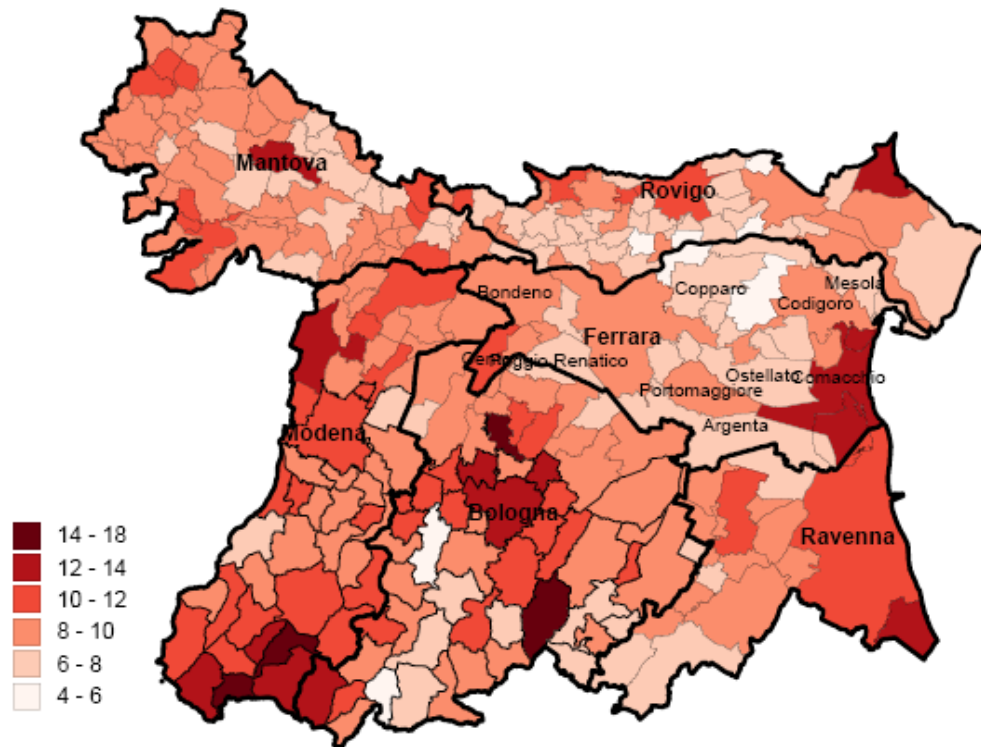 Mantova
Rovigo
Bondeno
Copparo
Mesola
Codigoro
Ferrara
Poggio Renatico
Ostellato
Comacchio
Portomaggiore
Argenta
Modena
Bologna
Ravenna
14 - 18
12 - 14
10 - 12
8 - 10
6 - 8
4 - 6